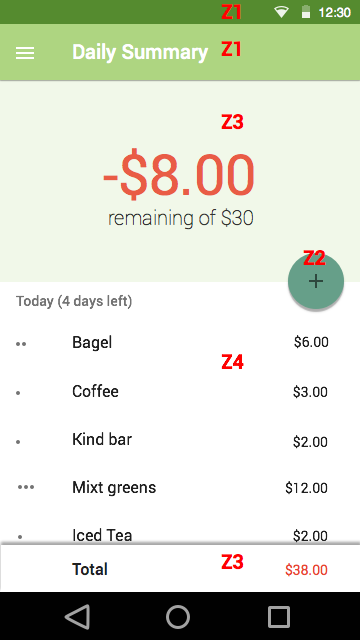 Z1
12:30
Daily Summary Z1
Z3
-$8.00
remaining of $30
Z2
+
Today (4 days left)
Bagel $6.00
Z4
Coffee $3.00
Kind bar $2.00
Mixt greens $12.00
Iced Tea $2.00
Z3
Total $38.00